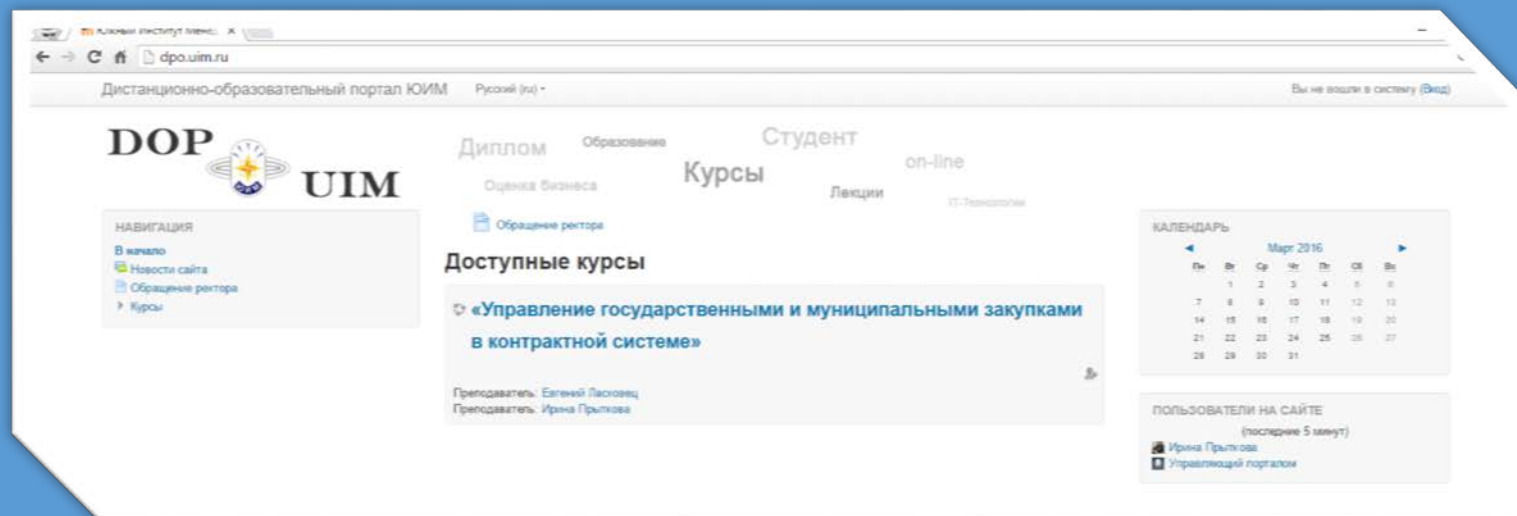 Южный Институт Мене
dpo.uim.ru
Дистанционно-образовательный портал ЮИМ
Русский (ru)
Вы не вошли в систему (Вход)
DOP
UIM
Диплом
Образование
Студент
Курсы
on-line
Оценка бизнеса
Лекции
IT-Технологии
Обращение ректора
НАВИГАЦИЯ
В начало
Новости сайта
Обращение ректора
Курсы
Доступные курсы
«Управление государственными и муниципальными закупками
в контрактной системе»
Преподаватель: Евгений Ласковец
Преподаватель: Ирина Прыткова
КАЛЕНДАРЬ
◄ Март 2016 ►
Пн Вт Ср Чт Пт Сб Вс
1 2 3 4 5 6
7 8 9 10 11 12 13
14 15 16 17 18 19 20
21 22 23 24 25 26 27
28 29 30 31
ПОЛЬЗОВАТЕЛИ НА САЙТЕ
(последние 5 минут)
Ирина Прыткова
Управляющий порталом